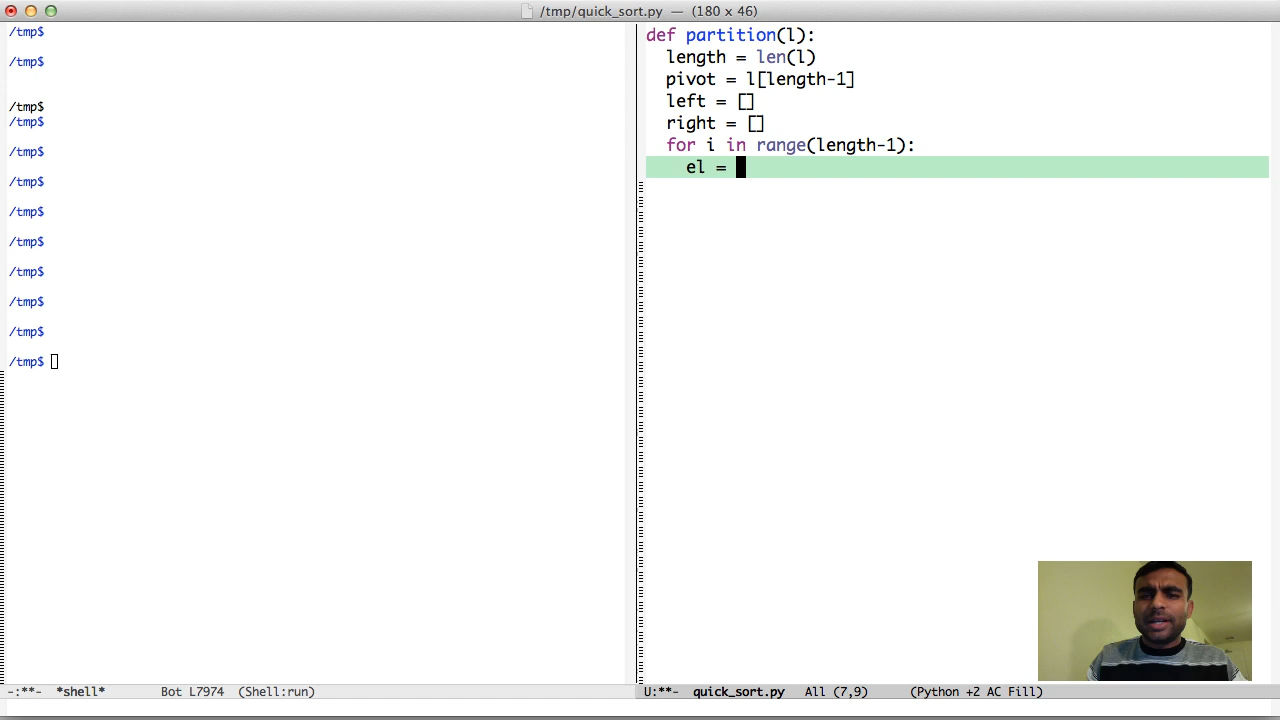 /tmp/quick_sort.py — (180 x 46)
/tmp$
/tmp$
/tmp$
/tmp$
/tmp$
/tmp$
/tmp$
/tmp$
/tmp$
/tmp$
/tmp$
/tmp$
def partition(l):
  length = len(l)
  pivot = l[length-1]
  left = []
  right = []
  for i in range(length-1):
    el =
-:**-  *shell*       Bot L7974  (Shell:run)
U:**-  quick_sort.py   All (7,9)      (Python +2 AC Fill)